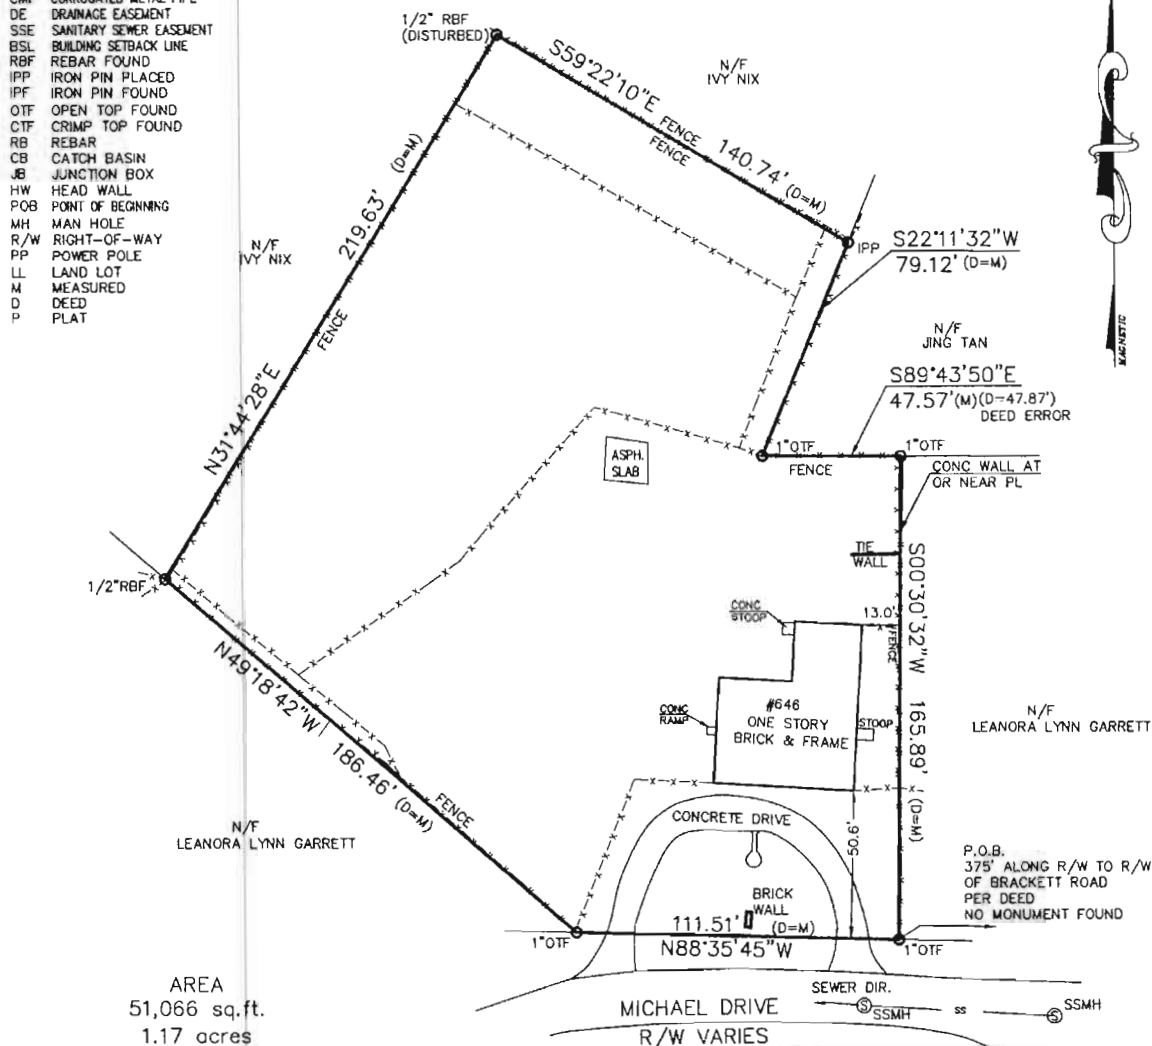 CMP CORRUGATED METAL PIPE
DE DRAINAGE EASEMENT
SSE SANITARY SEWER EASEMENT
BSL BUILDING SETBACK LINE
RBF REBAR FOUND
IPP IRON PIN PLACED
IPF IRON PIN FOUND
OTF OPEN TOP FOUND
CTF CRIMP TOP FOUND
RB REBAR
CB CATCH BASIN
JB JUNCTION BOX
HW HEAD WALL
POB POINT OF BEGINNING
MH MAN HOLE
R/W RIGHT-OF-WAY
PP POWER POLE
LL LAND LOT
M MEASURED
D DEED
P PLAT
1/2" RBF
(DISTURBED)
S59°22'10"E
FENCE
FENCE
140.74' (D=M)
N/F
IVY NIX
MAGNETIC
N/F
IVY NIX
N31°44'28"E
FENCE
219.63' (D=M)
IPP
S22°11'32"W
79.12' (D=M)
N/F
JING TAN
S89°43'50"E
47.57'(M)(D=47.87')
DEED ERROR
1"OTF
FENCE
1"OTF
CONC WALL AT
OR NEAR PL
ASPH.
SLAB
TIE
WALL
S00°30'32"W 165.89' (D=M)
13.0'
FENCE
CONC
STOOP
CONC
RAMP
#646
ONE STORY
BRICK & FRAME
STOOP
N/F
LEANORA LYNN GARRETT
1/2"RBF
N49°18'42"W
186.46' (D=M)
FENCE
N/F
LEANORA LYNN GARRETT
CONCRETE DRIVE
50.6'
BRICK
WALL
P.O.B.
375' ALONG R/W TO R/W
OF BRACKETT ROAD
PER DEED
NO MONUMENT FOUND
1"OTF
111.51' (D=M)
N88°35'45"W
1"OTF
AREA
51,066 sq.ft.
1.17 acres
MICHAEL DRIVE
R/W VARIES
SEWER DIR.
S
SSMH
SS
S
SSMH